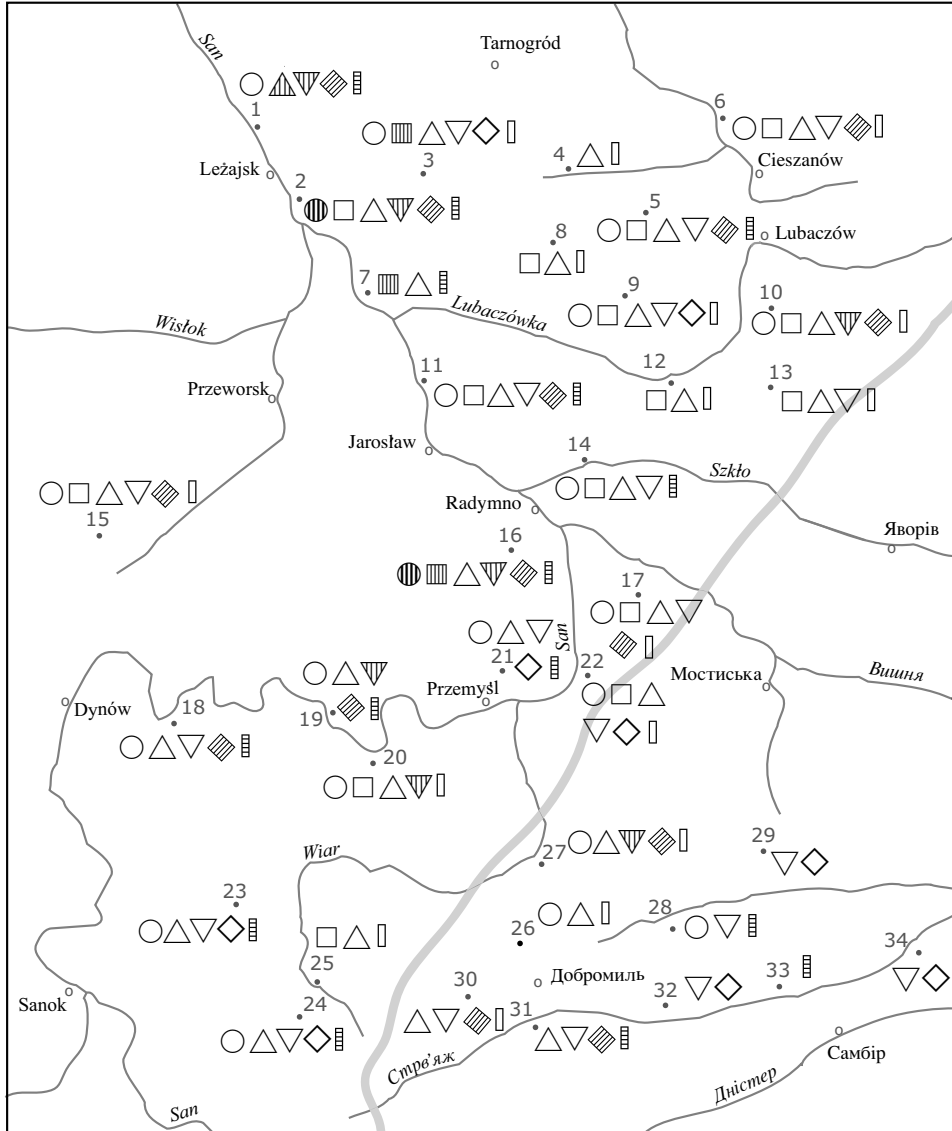 San
Tarnogród
1
6
3
4
Cieszanów
Leżajsk
2
5
8
Lubaczów
7
9
10
Lubaczówka
Wisłok
11
12
13
Przeworsk
Jarosław
14
Szkło
Radymno
15
16
Яворів
17
San
21
22
Мостиська
Вишня
Przemyśl
Dynów
18
19
20
27
29
Wiar
23
28
26
34
25
Добромиль
33
Sanok
24
30
31
32
Стрв’яж
Самбір
Дністер
San